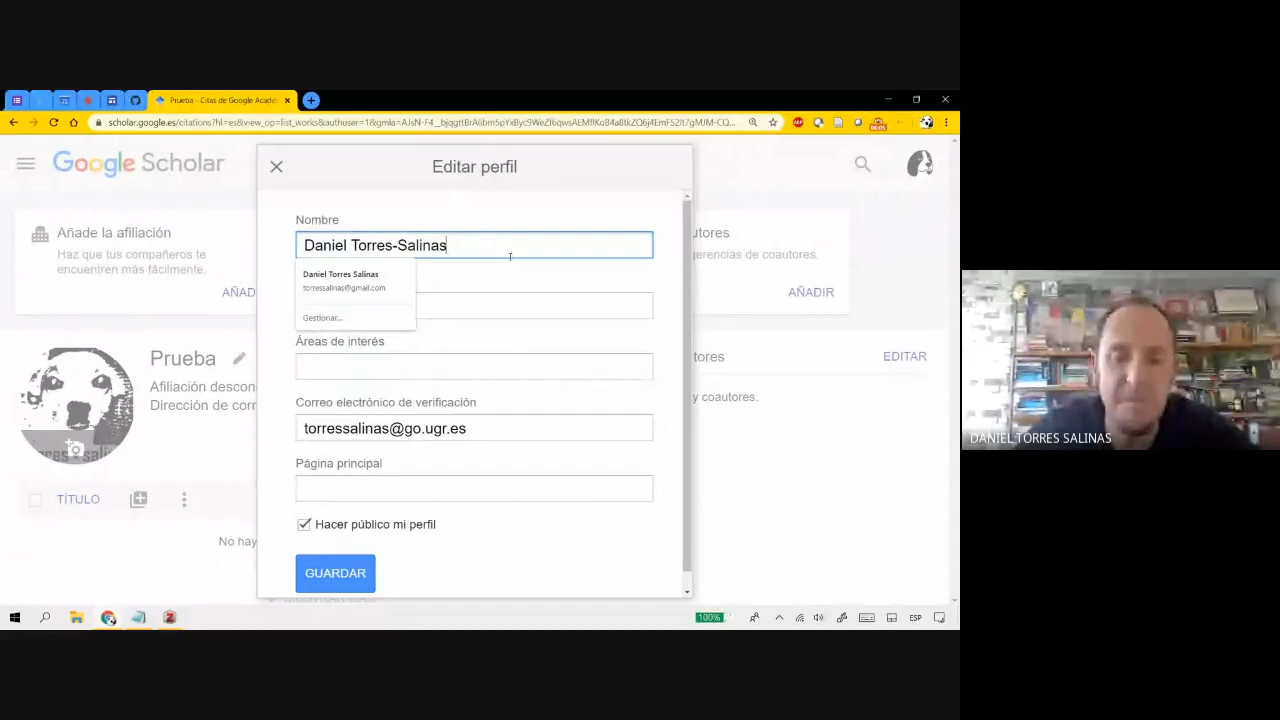 Prueba - Citas de Google Acade
Google Scholar
Editar perfil
Nombre
Daniel Torres-Salinas
Daniel Torres Salinas
torressalinas@gmail.com
Gestionar...
Áreas de interés
Correo electrónico de verificación
torressalinas@go.ugr.es
Página principal
Hacer público mi perfil
GUARDAR
Añade la afiliación
Haz que tus compañeros te
encuentren más fácilmente.
AÑAD
utores
gerencias de coautores.
AÑADIR
Prueba
Afiliación descon
Dirección de cor
tores
EDITAR
y coautores.
TÍTULO
No hay
100%
ESP
DANIEL TORRES SALINAS